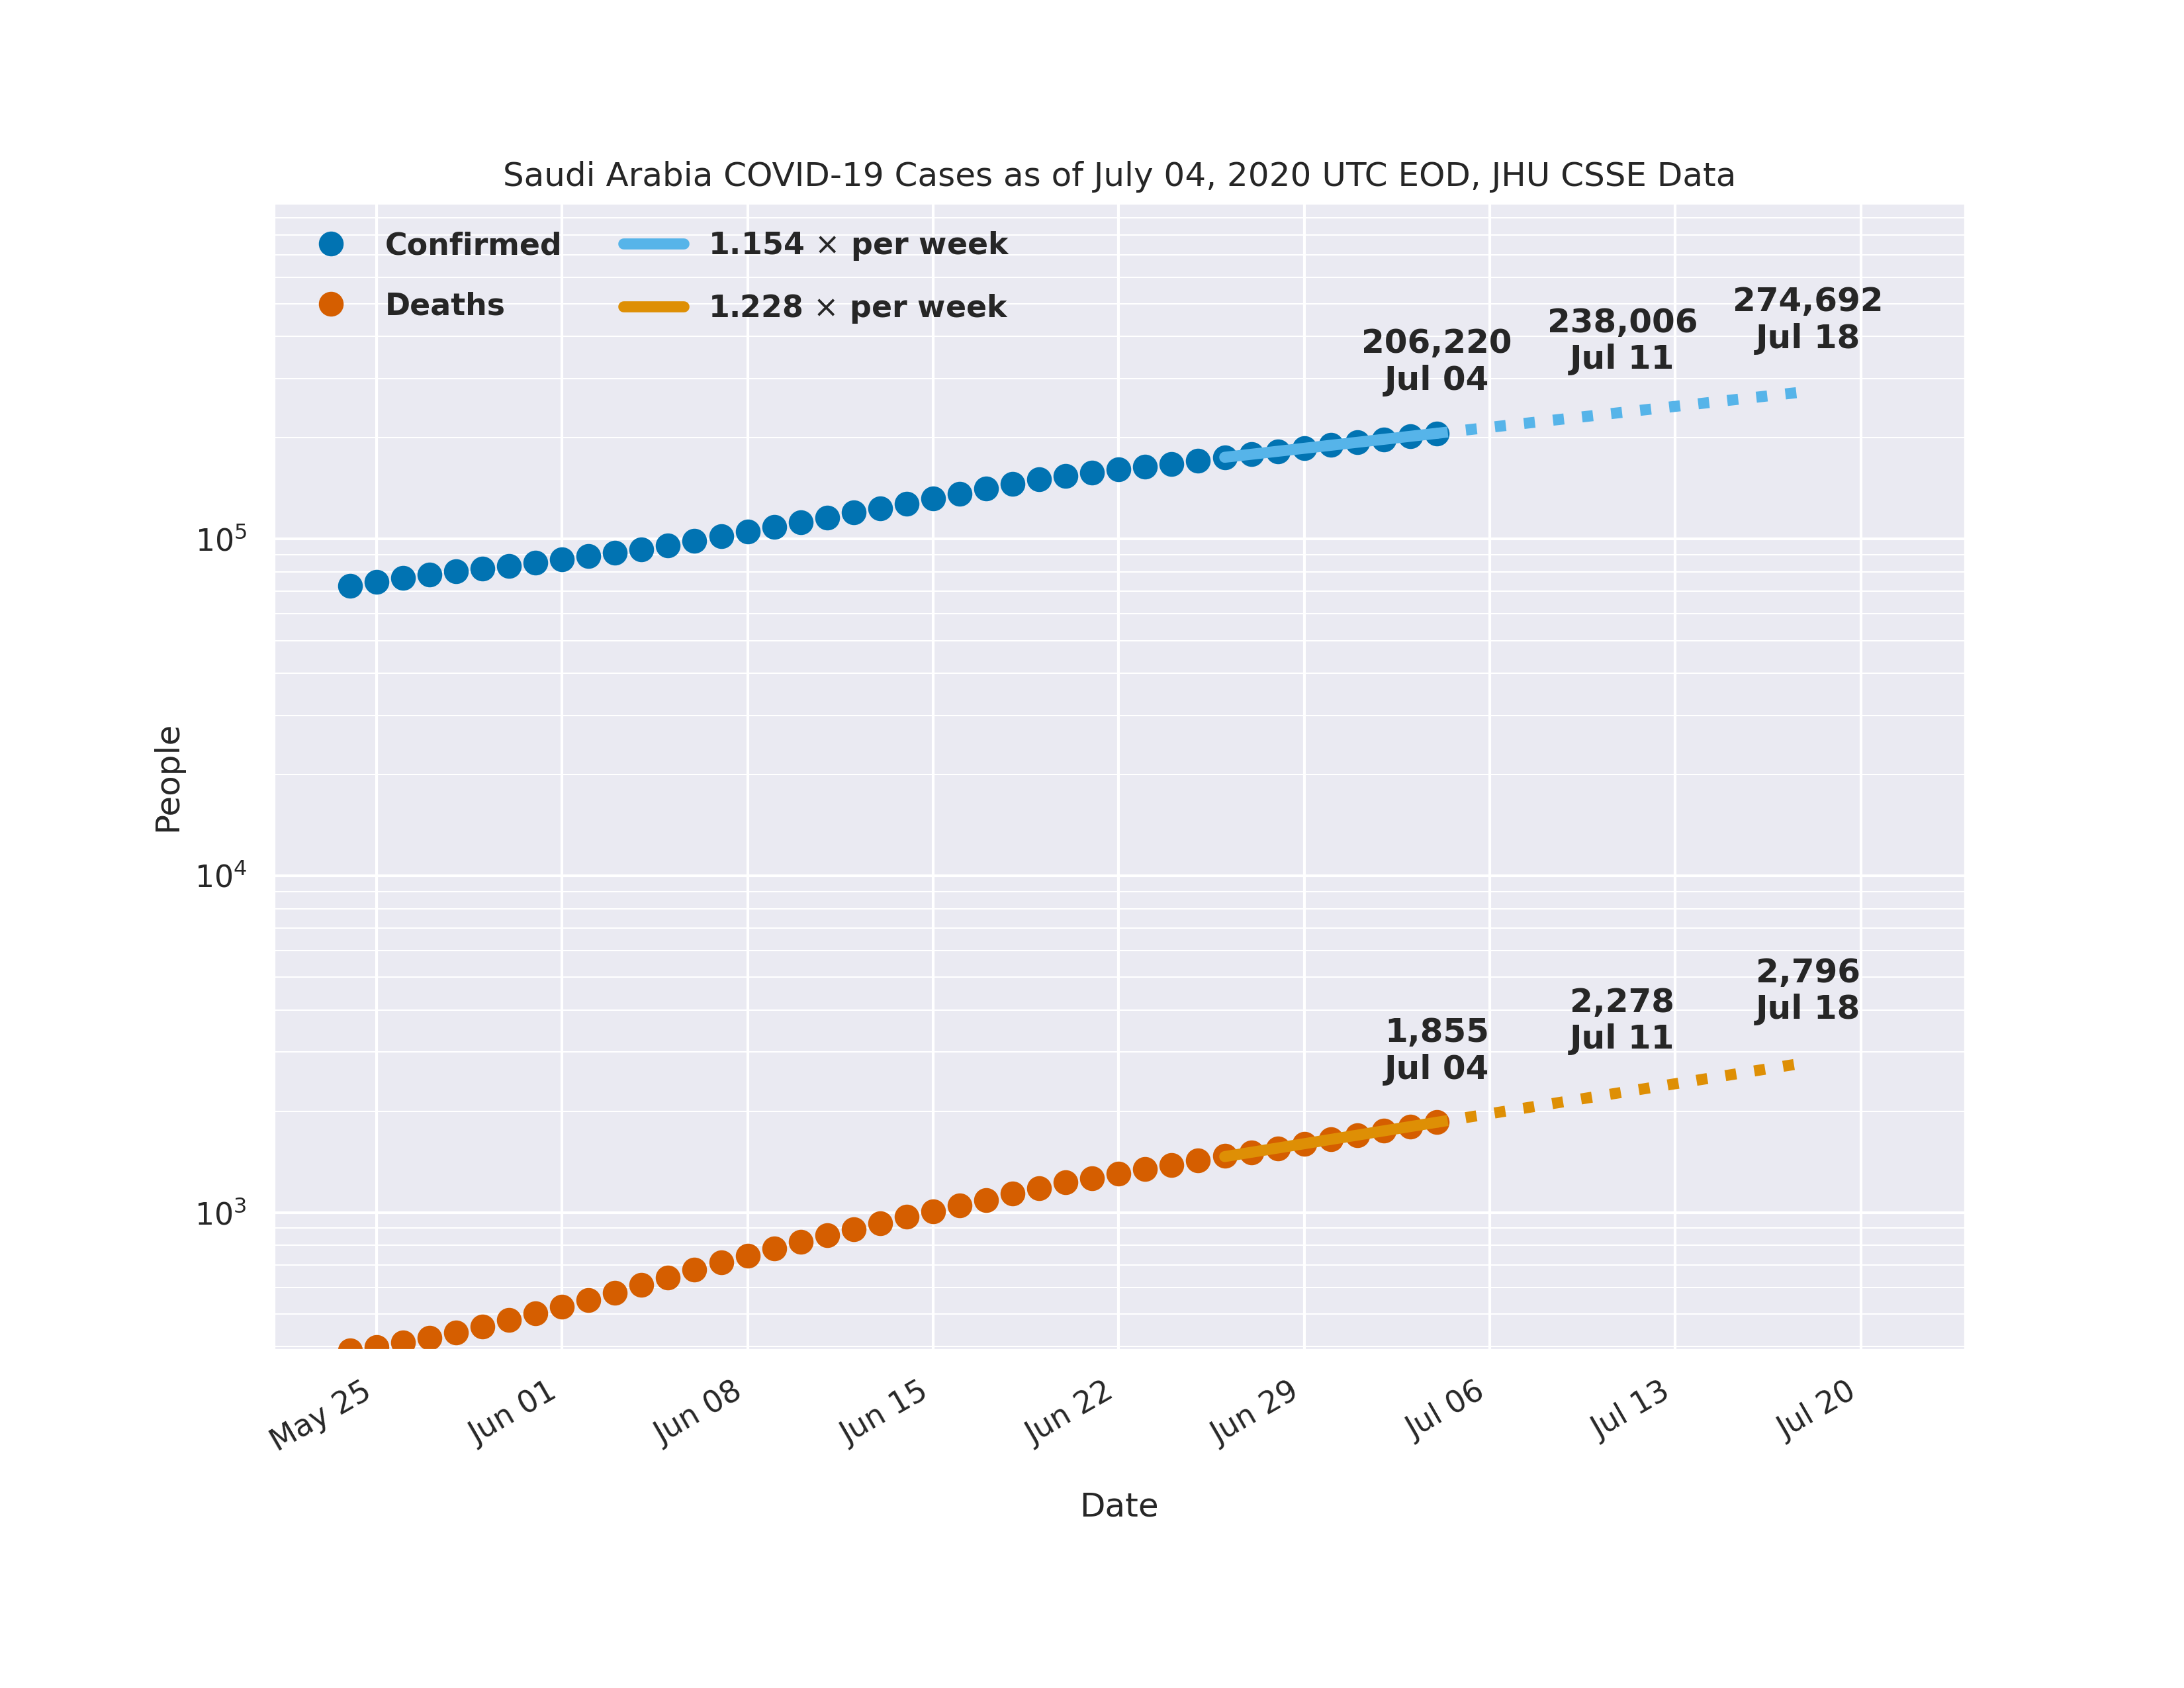 Saudi Arabia COVID-19 Cases as of July 04, 2020 UTC EOD, JHU CSSE Data
Confirmed
Deaths
1.154 × per week
1.228 × per week
206,220
Jul 04
238,006
Jul 11
274,692
Jul 18
1,855
Jul 04
2,278
Jul 11
2,796
Jul 18
People
10⁵
10⁴
10³
May 25
Jun 01
Jun 08
Jun 15
Jun 22
Jun 29
Jul 06
Jul 13
Jul 20
Date